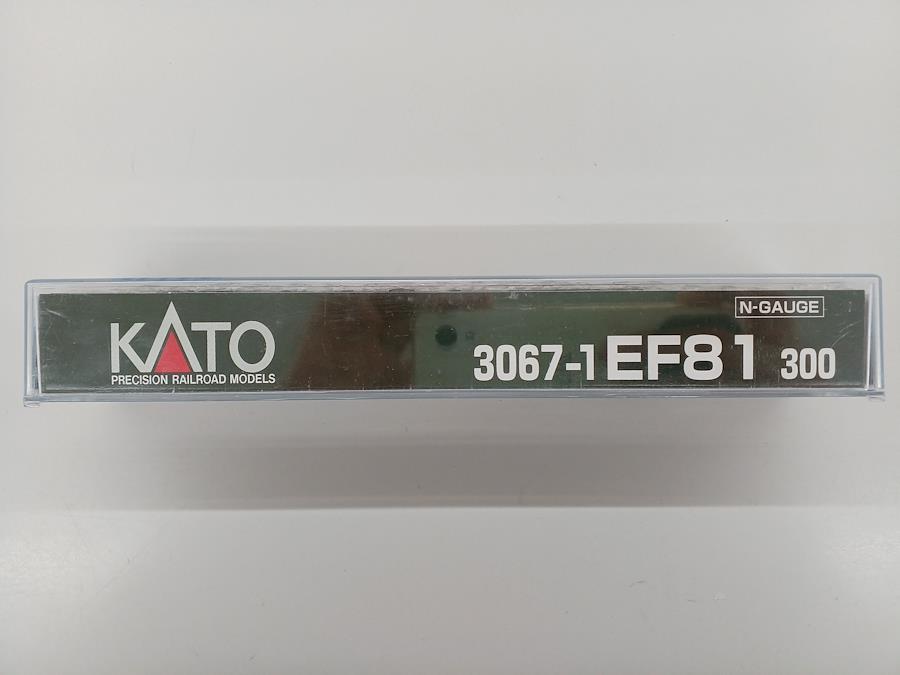 KATO
PRECISION RAILROAD MODELS
N-GAUGE
3067-1 EF81 300